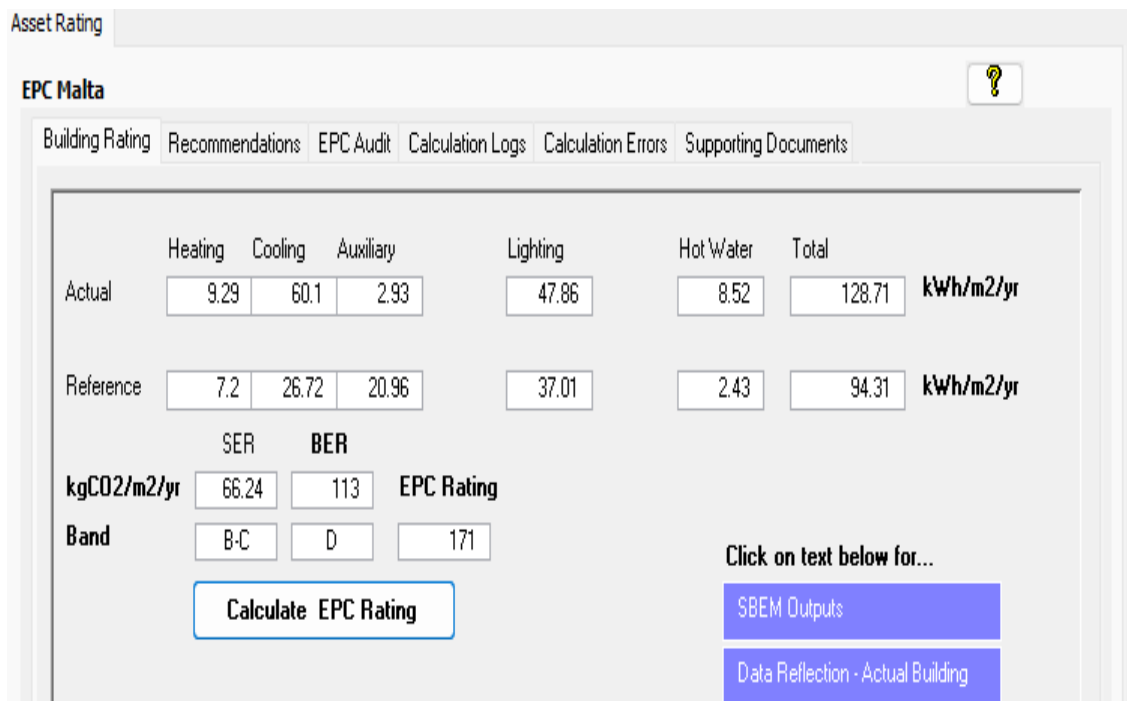 Asset Rating
EPC Malta
?
Building Rating Recommendations EPC Audit Calculation Logs Calculation Errors Supporting Documents
Heating Cooling Auxiliary Lighting Hot Water Total
Actual 9.29 60.1 2.93 47.86 8.52 128.71 kWh/m2/yr
Reference 7.2 26.72 20.96 37.01 2.43 94.31 kWh/m2/yr
SER BER
kgCO2/m2/yr 66.24 113 EPC Rating
Band B-C D 171
Click on text below for...
Calculate EPC Rating
SBEM Outputs
Data Reflection - Actual Building